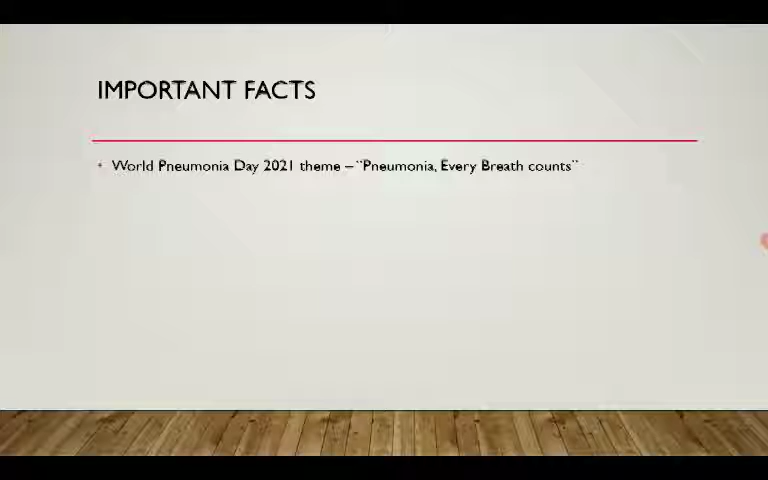 IMPORTANT FACTS
• World Pneumonia Day 2021 theme – "Pneumonia, Every Breath counts"